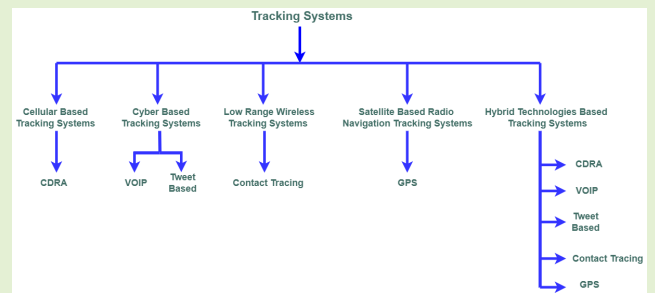 Tracking Systems
Cellular Based
Tracking Systems
Cyber Based
Tracking Systems
Low Range Wireless
Tracking Systems
Satellite Based Radio
Navigation Tracking Systems
Hybrid Technologies Based
Tracking Systems
CDRA
VOIP
Tweet
Based
Contact Tracing
GPS
CDRA
VOIP
Tweet
Based
Contact Tracing
GPS